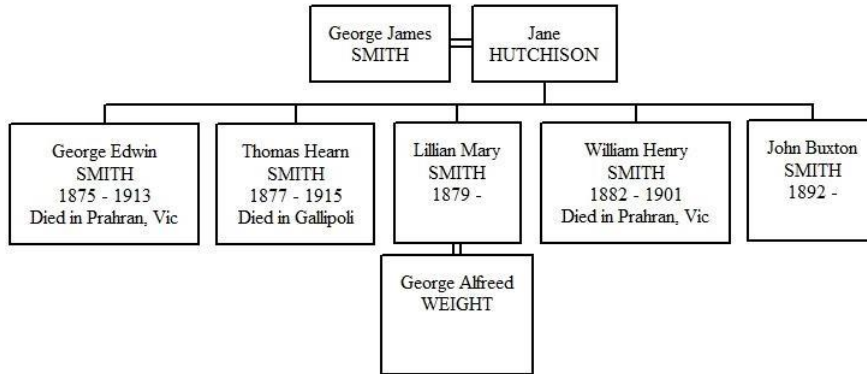 George James
SMITH
Jane
HUTCHISON
George Edwin
SMITH
1875 - 1913
Died in Prahran, Vic
Thomas Hearn
SMITH
1877 - 1915
Died in Gallipoli
Lillian Mary
SMITH
1879 -
William Henry
SMITH
1882 - 1901
Died in Prahran, Vic
John Buxton
SMITH
1892 -
George Alfreed
WEIGHT